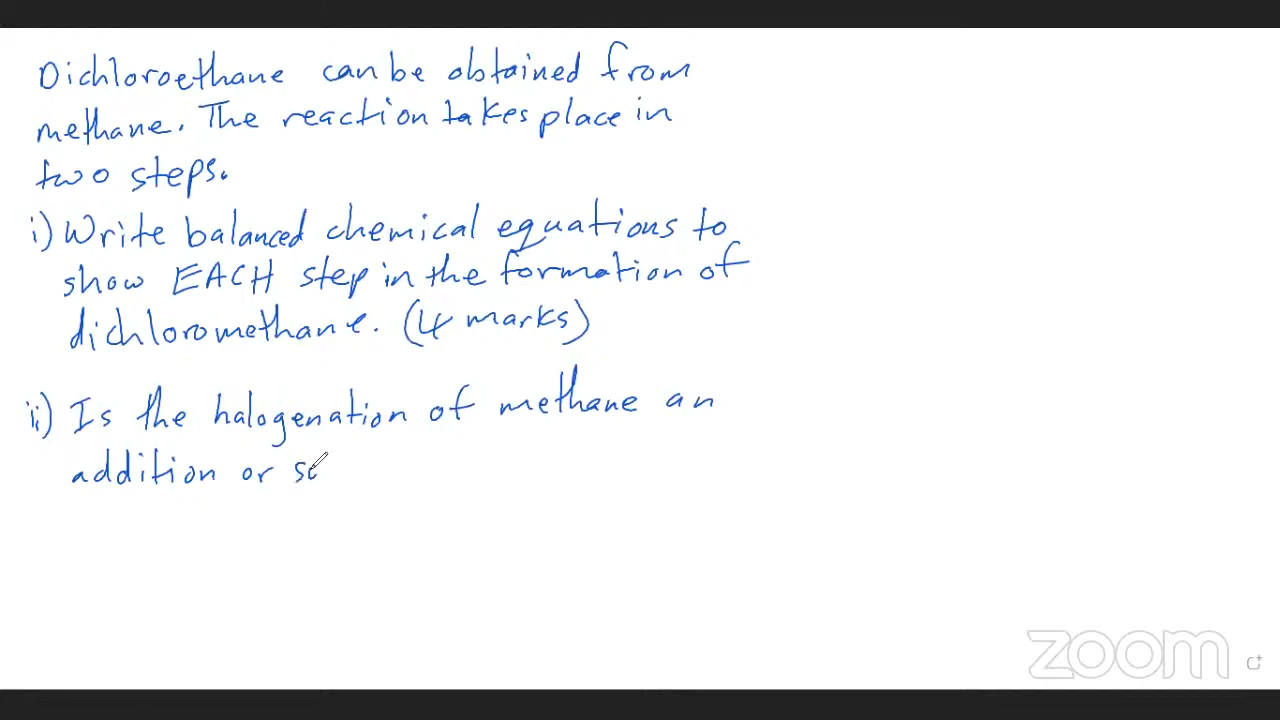 Dichloroethane can be obtained from
methane. The reaction takes place in
two steps.
i) Write balanced chemical equations to
show EACH step in the formation of
dichloromethane. (4 marks)
ii) Is the halogenation of methane an
addition or
zoom